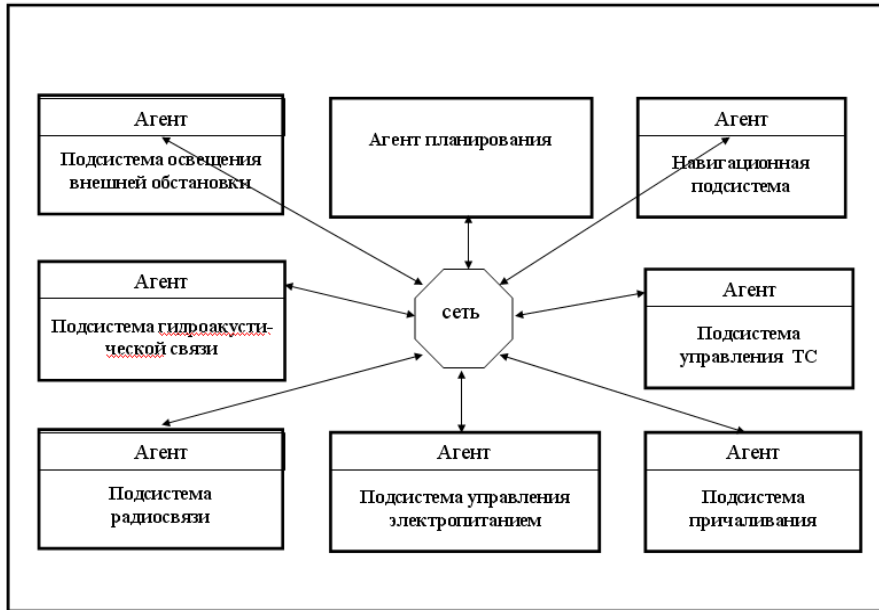 Агент
Подсистема освещения
внешней обстановки
Агент планирования
Агент
Навигационная
подсистема
Агент
Подсистема гидроакусти-
ческой связи
сеть
Агент
Подсистема
управления ТС
Агент
Подсистема
радиосвязи
Агент
Подсистема управления
электропитанием
Агент
Подсистема
причаливания